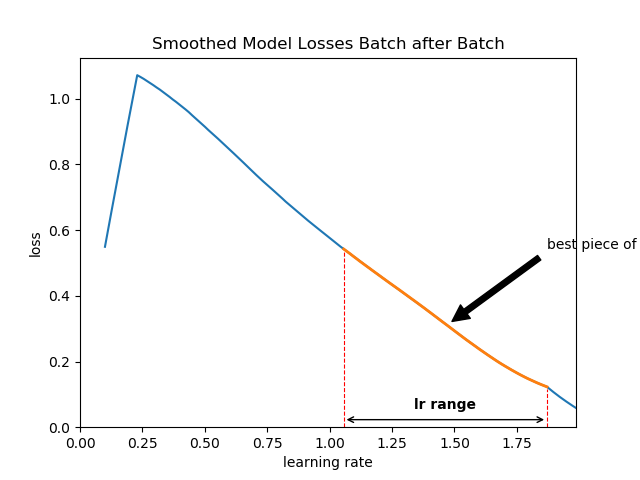 Smoothed Model Losses Batch after Batch
1.0
0.8
0.6
0.4
0.2
0.0
loss
best piece of
lr range
0.00 0.25 0.50 0.75 1.00 1.25 1.50 1.75
learning rate